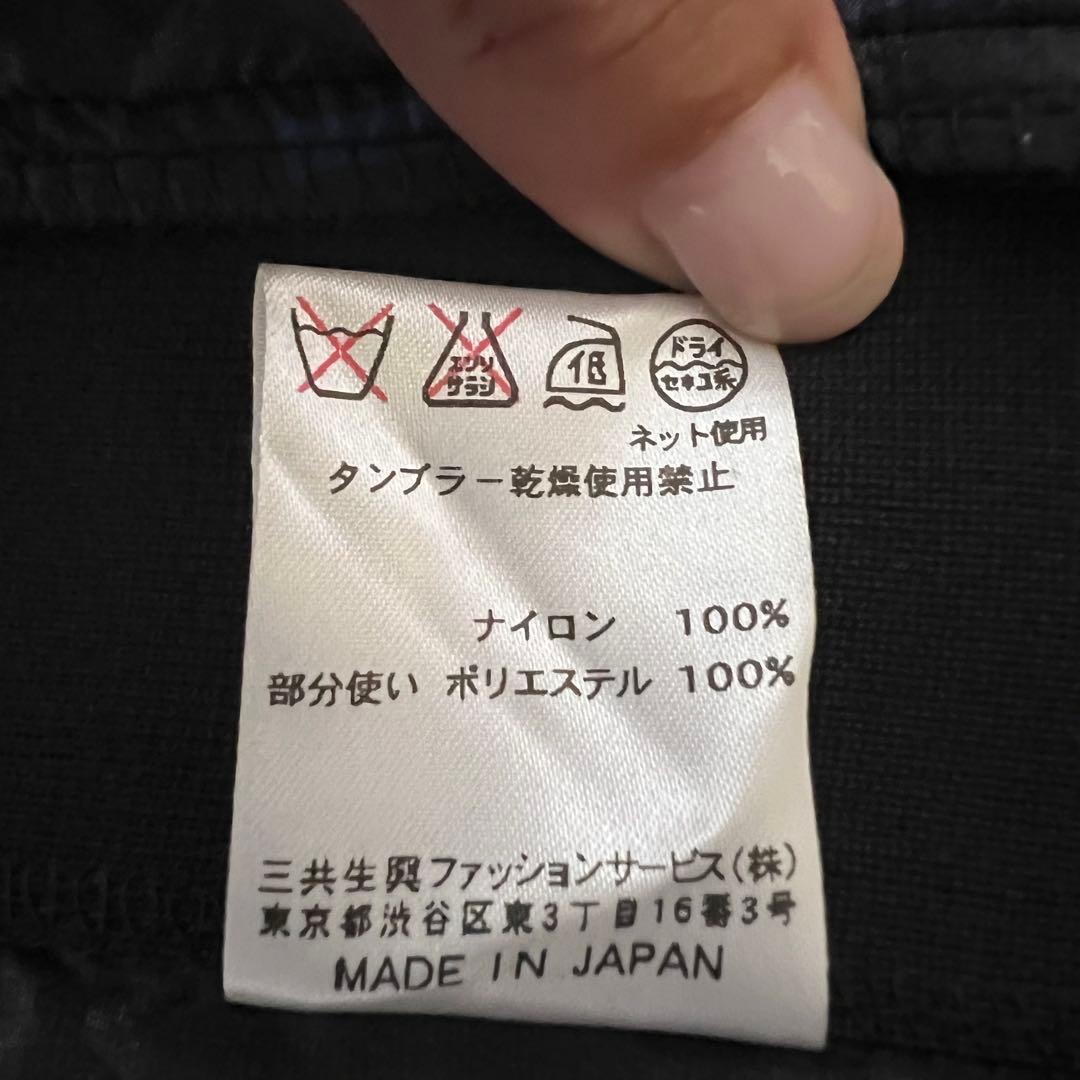 エンソ
サラシ
低
ドライ
セキユ系
ネット使用
タンブラー乾燥使用禁止
ナイロン 100%
部分使い ポリエステル 100%
三共生興ファッションサービス(株)
東京都渋谷区東3丁目16番3号
MADE IN JAPAN